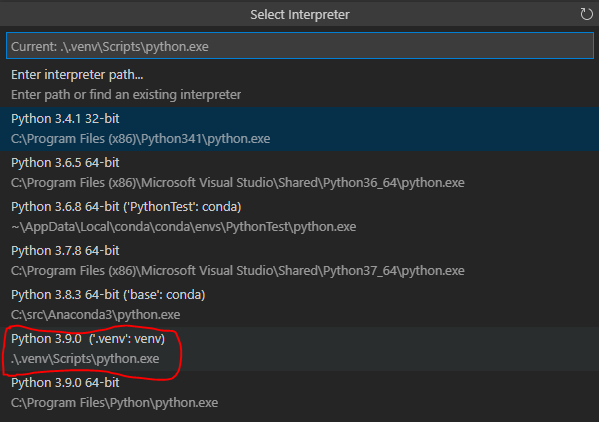 Select Interpreter
Current: .\.venv\Scripts\python.exe
Enter interpreter path...
Enter path or find an existing interpreter
Python 3.4.1 32-bit
C:\Program Files (x86)\Python341\python.exe
Python 3.6.5 64-bit
C:\Program Files (x86)\Microsoft Visual Studio\Shared\Python36_64\python.exe
Python 3.6.8 64-bit ('PythonTest': conda)
~\AppData\Local\conda\conda\envs\PythonTest\python.exe
Python 3.7.8 64-bit
C:\Program Files (x86)\Microsoft Visual Studio\Shared\Python37_64\python.exe
Python 3.8.3 64-bit ('base': conda)
C:\src\Anaconda3\python.exe
Python 3.9.0  ('.venv': venv)
.\.venv\Scripts\python.exe
Python 3.9.0 64-bit
C:\Program Files\Python\python.exe